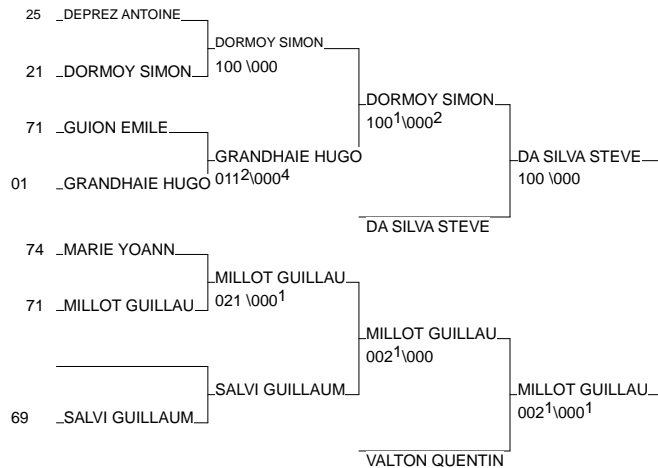 25 DEPREZ ANTOINE
DORMOY SIMON
100 \000
21 DORMOY SIMON
DORMOY SIMON
100¹\000²
71 GUION EMILE
GRANDHAIE HUGO
011²\000⁴
DA SILVA STEVE
100 \000
01 GRANDHAIE HUGO
DA SILVA STEVE
74 MARIE YOANN
MILLOT GUILLAU
021 \000¹
71 MILLOT GUILLAU
MILLOT GUILLAU
002¹\000
SALVI GUILLAUM
MILLOT GUILLAU
002¹\000¹
69 SALVI GUILLAUM
VALTON QUENTIN